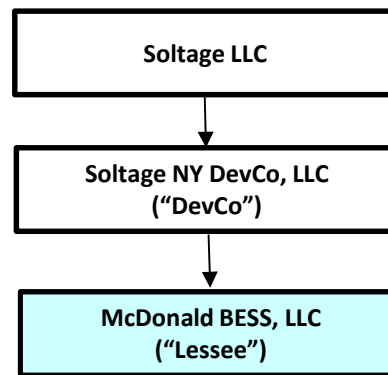 Soltage LLC
Soltage NY DevCo, LLC
(“DevCo”)
McDonald BESS, LLC
(“Lessee”)